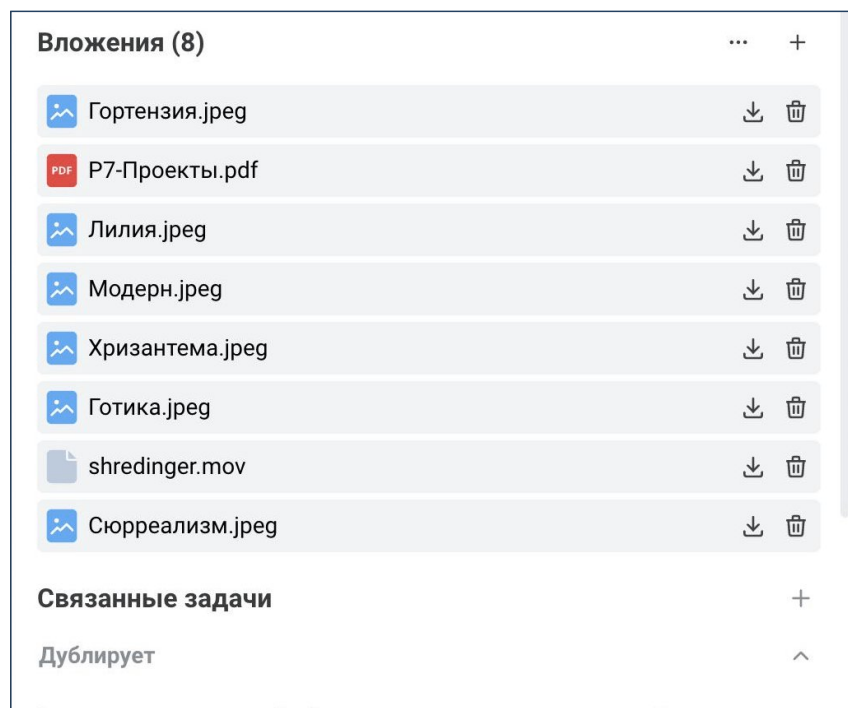 Вложения (8)
Гортензия.jpeg
PDF Р7-Проекты.pdf
Лилия.jpeg
Модерн.jpeg
Хризантема.jpeg
Готика.jpeg
shredinger.mov
Сюрреализм.jpeg
Связанные задачи
Дублирует